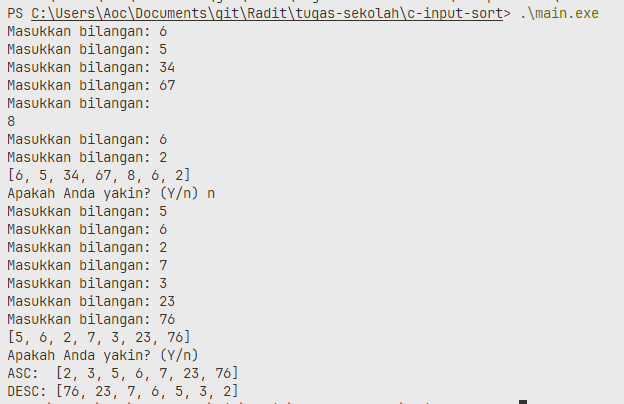 PS C:\Users\Aoc\Documents\git\Radit\tugas-sekolah\c-input-sort> .\main.exe
Masukkan bilangan: 6
Masukkan bilangan: 5
Masukkan bilangan: 34
Masukkan bilangan: 67
Masukkan bilangan:
8
Masukkan bilangan: 6
Masukkan bilangan: 2
[6, 5, 34, 67, 8, 6, 2]
Apakah Anda yakin? (Y/n) n
Masukkan bilangan: 5
Masukkan bilangan: 6
Masukkan bilangan: 2
Masukkan bilangan: 7
Masukkan bilangan: 3
Masukkan bilangan: 23
Masukkan bilangan: 76
[5, 6, 2, 7, 3, 23, 76]
Apakah Anda yakin? (Y/n)
ASC:  [2, 3, 5, 6, 7, 23, 76]
DESC: [76, 23, 7, 6, 5, 3, 2]